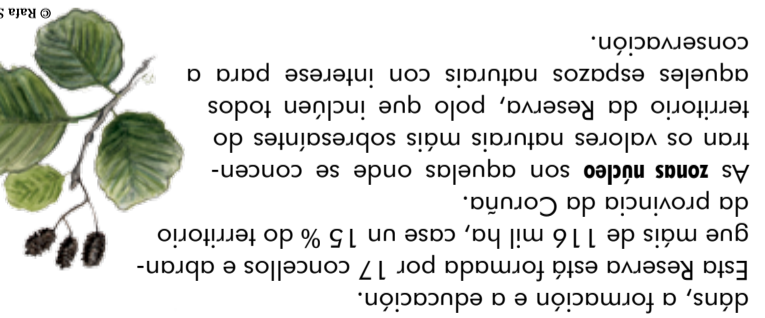 dáns, a formación e a educación.
Esta Reserva está formada por 17 concellos e abran-
gue máis de 116 mil ha, case un 15 % do territorio
da provincia da Coruña.
As zonas núcleo son aquelas onde se concen-
tran os valores naturais máis sobresaíntes do
territorio da Reserva, polo que inclúen todos
aqueles espazos naturais con interese para a
conservación.
© Rafa S